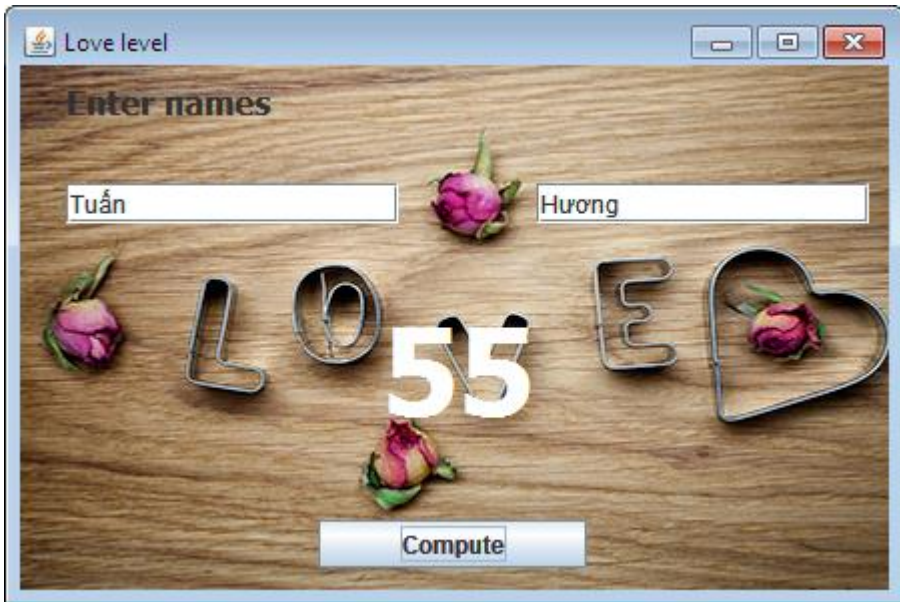 Love level
Enter names
Tuấn
Hương
LOVE
55
Compute